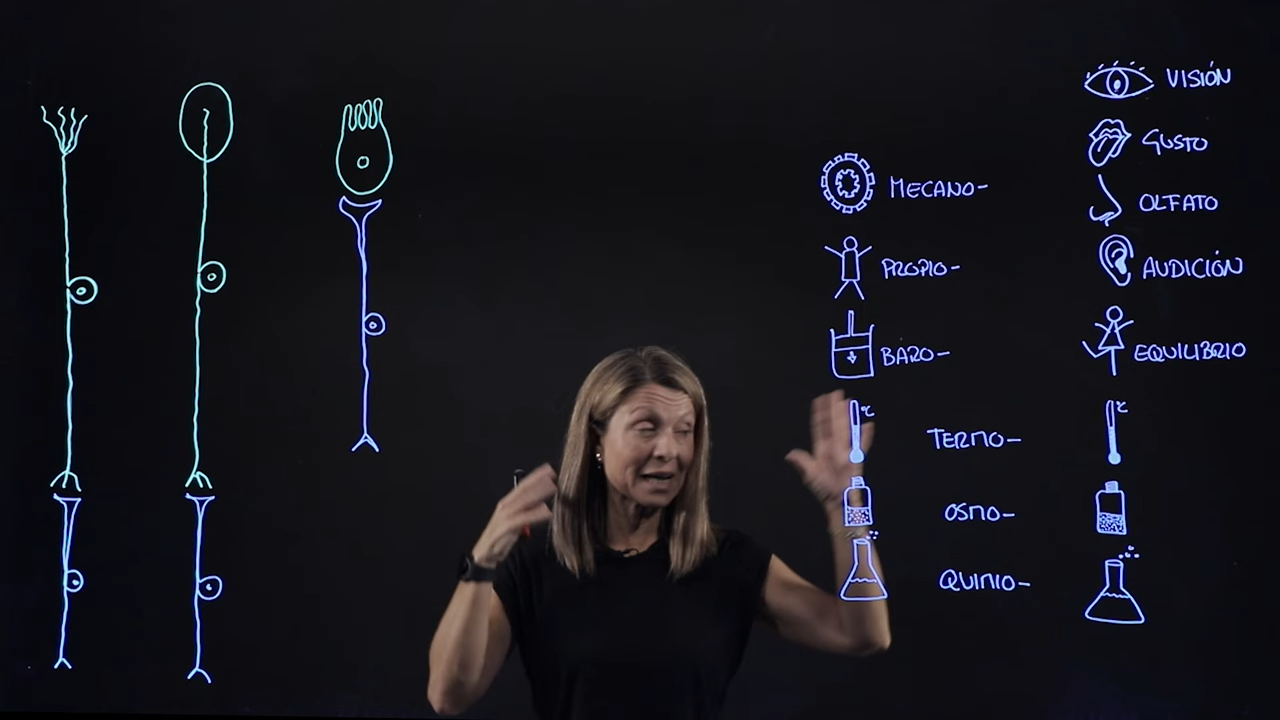 VISIÓN
GUSTO
OLFATO
AUDICIÓN
EQUILIBRIO
MECANO-
PROPIO-
BARO-
°C
TERMO-
°C
OSMO-
QUIMIO-